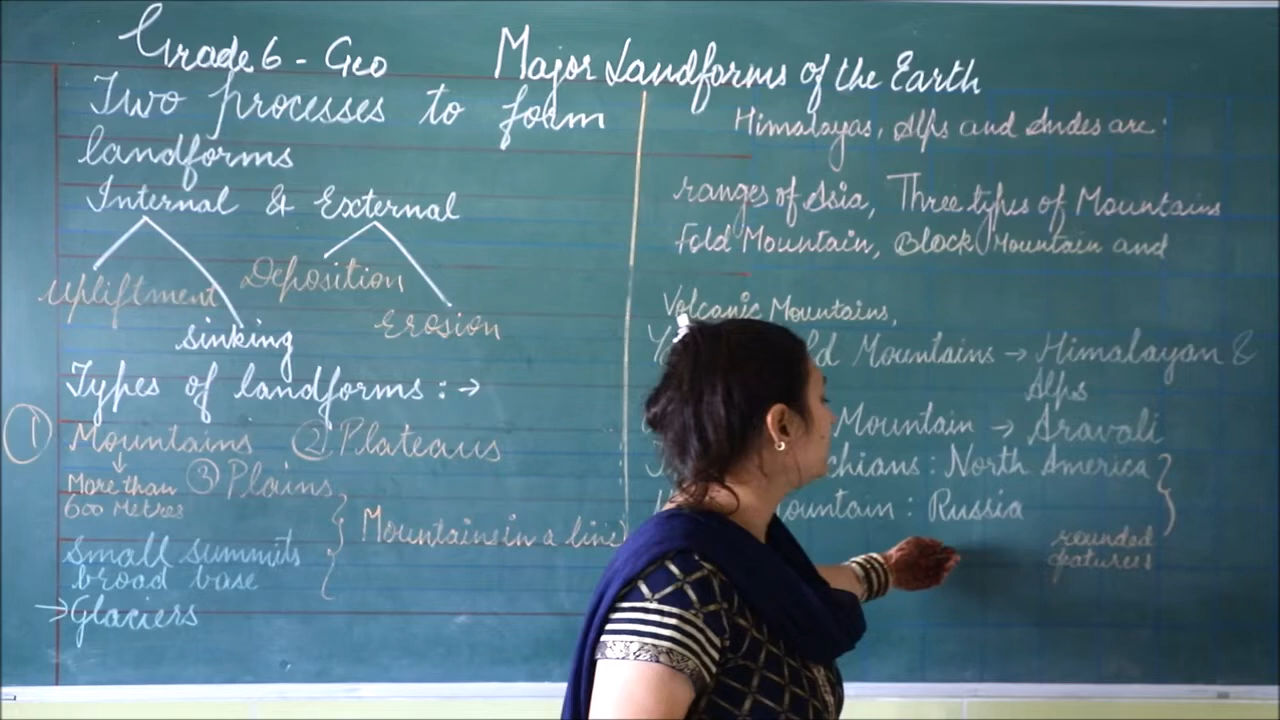 Grade 6 - Geo
Major Landforms of the Earth
Two processes to form
landforms
Internal & External
Upliftment
Deposition
Sinking
Erosion
Types of landforms : →
① Mountains ② Plateaus
↓
More than
600 Metres
③ Plains
Small summits
broad base
Mountains in a line
→ Glaciers
Himalayas, Alps and Andes are
ranges of Asia, Three types of Mountains
Fold Mountain, Block Mountain and
Volcanic Mountains,
Mountains → Himalayan &
Alps
Mountain → Aravali
: North America
: Russia
rounded
features